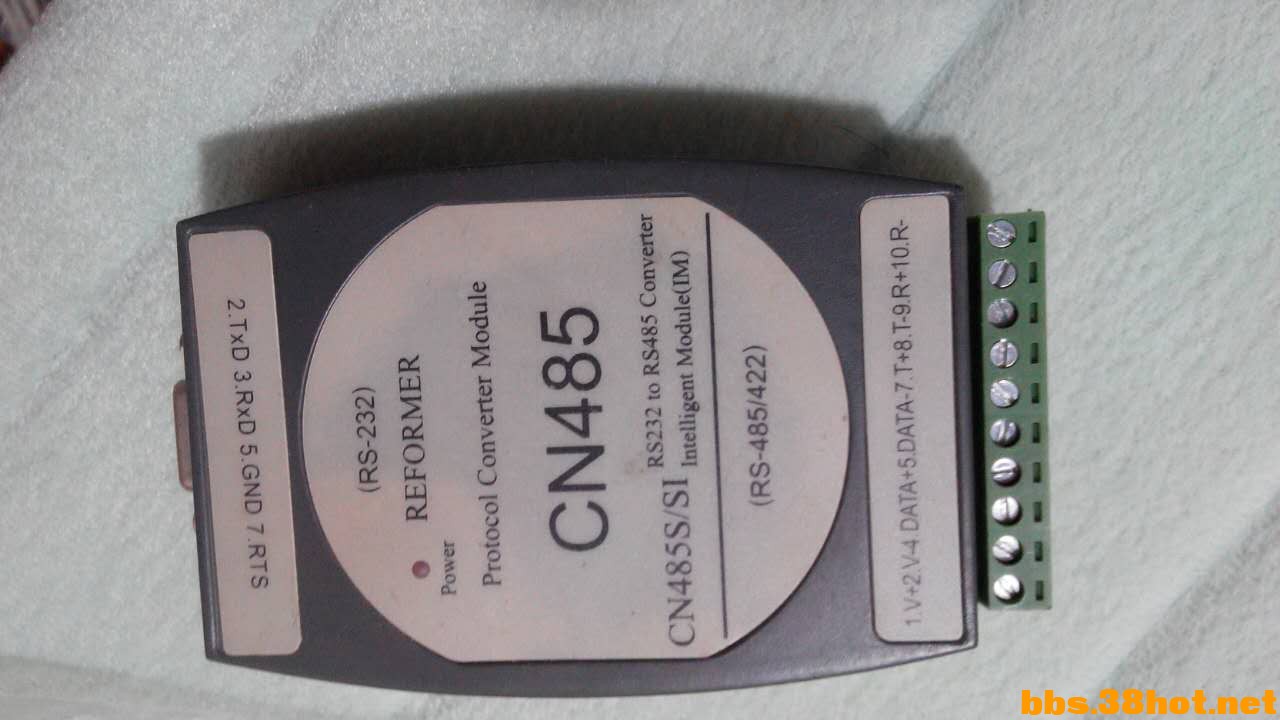 2.TxD 3.RxD 5.GND 7.RTS
(RS-232)
REFORMER
Power
Protocol Converter Module
CN485
CN485S/SI
RS232 to RS485 Converter
Intelligent Module(IM)
(RS-485/422)
1.V+2.V-4 DATA+5.DATA-7.T+8.T-9.R+10.R-
bbs.38hot.net